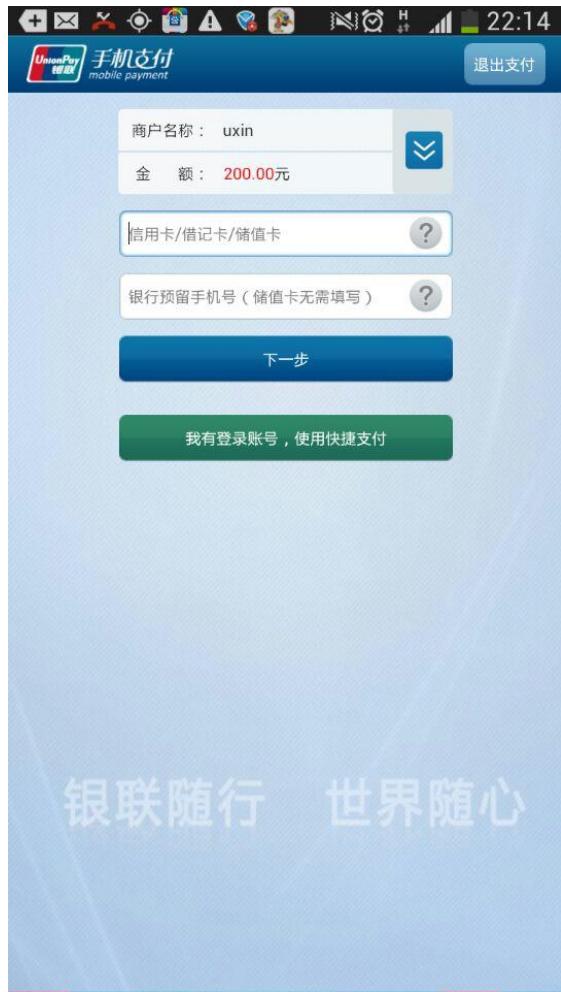 22:14
UnionPay
银联
手机支付
mobile payment
退出支付
商户名称： uxin
金 额： 200.00元
信用卡/借记卡/储值卡
?
银行预留手机号（储值卡无需填写）
?
下一步
我有登录账号，使用快捷支付
银联随行 世界随心